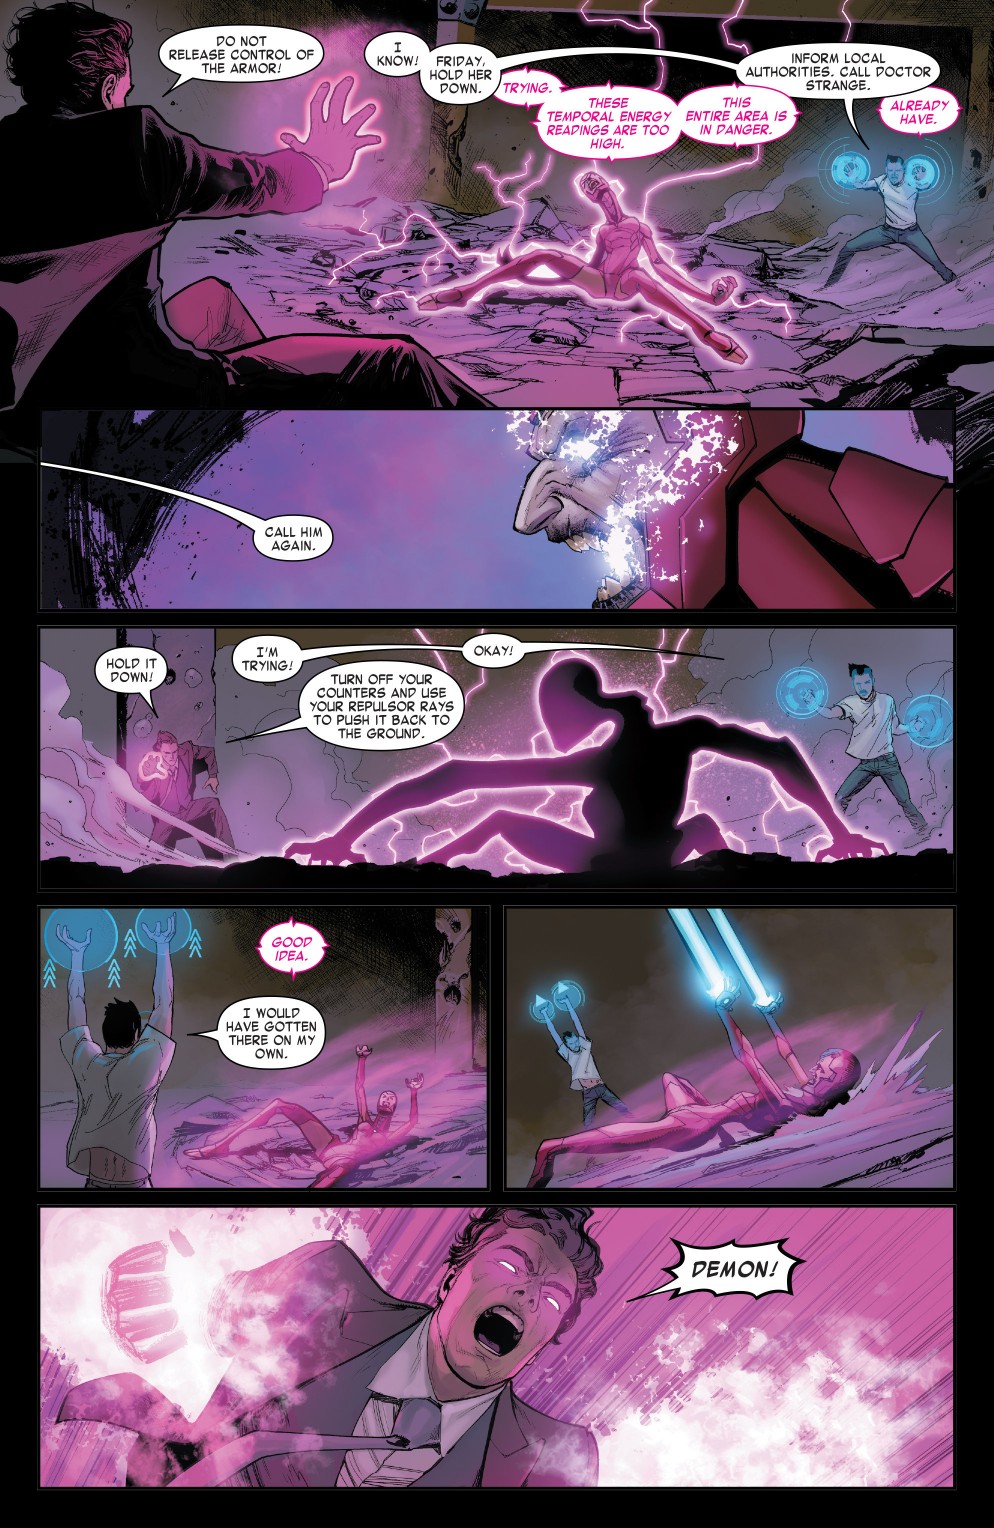 DO NOT
RELEASE CONTROL OF
THE ARMOR!
I
KNOW!
FRIDAY,
HOLD HER
DOWN.
TRYING.
THESE
TEMPORAL ENERGY
READINGS ARE TOO
HIGH.
THIS
ENTIRE AREA IS
IN DANGER.
INFORM LOCAL
AUTHORITIES. CALL DOCTOR
STRANGE.
ALREADY
HAVE.
CALL HIM
AGAIN.
HOLD IT
DOWN!
I'M
TRYING!
TURN OFF YOUR
COUNTERS AND USE
YOUR REPULSOR RAYS
TO PUSH IT BACK TO
THE GROUND.
OKAY!
GOOD
IDEA.
I WOULD
HAVE GOTTEN
THERE ON MY
OWN.
DEMON!